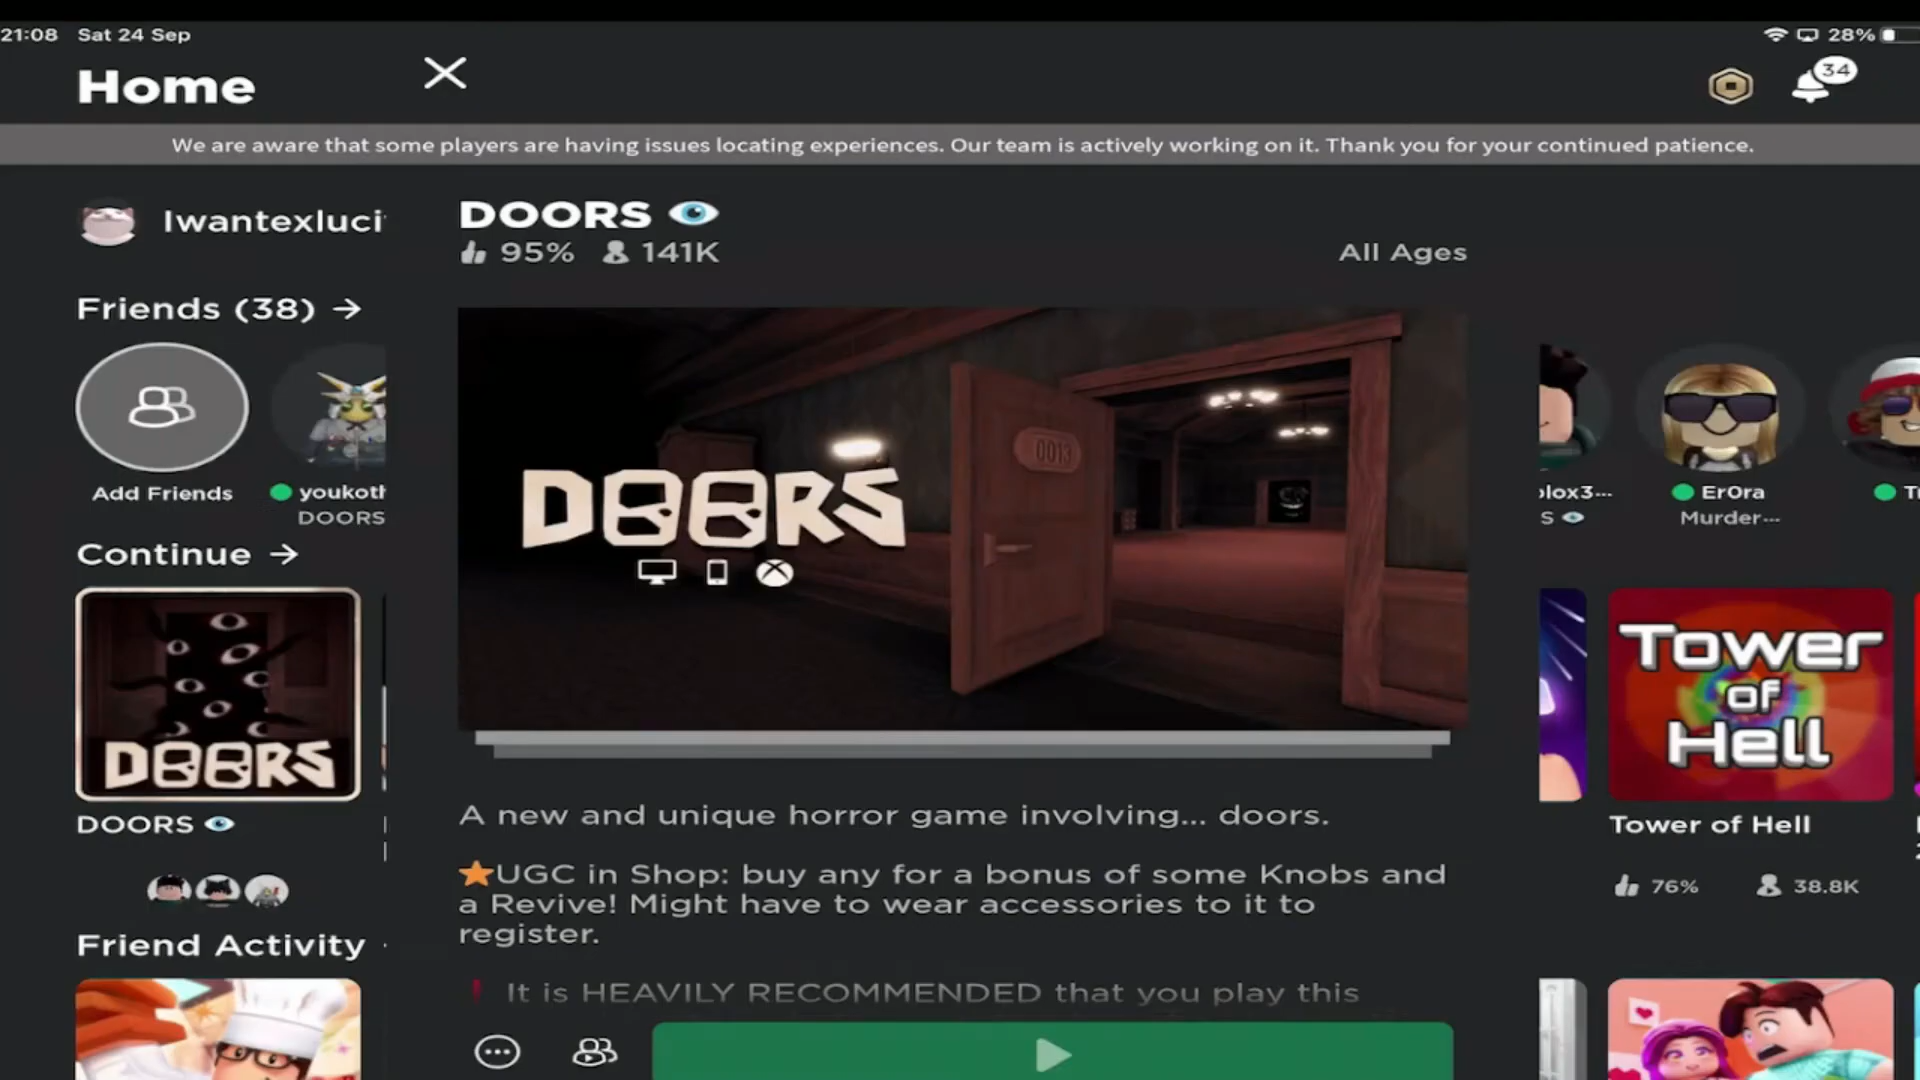 21:08 Sat 24 Sep
28%
Home
34
We are aware that some players are having issues locating experiences. Our team is actively working on it. Thank you for your continued patience.
Iwantexluci
DOORS
95% 141K
All Ages
Friends (38)
Add Friends
youkoth
DOORS
olox3...
S
ErOra
Murder...
DOORS
0013
Continue
DOORS
DOORS
Tower
of
Hell
Tower of Hell
76% 38.8K
A new and unique horror game involving... doors.
UGC in Shop: buy any for a bonus of some Knobs and
a Revive! Might have to wear accessories to it to
register.
Friend Activity
It is HEAVILY RECOMMENDED that you play this